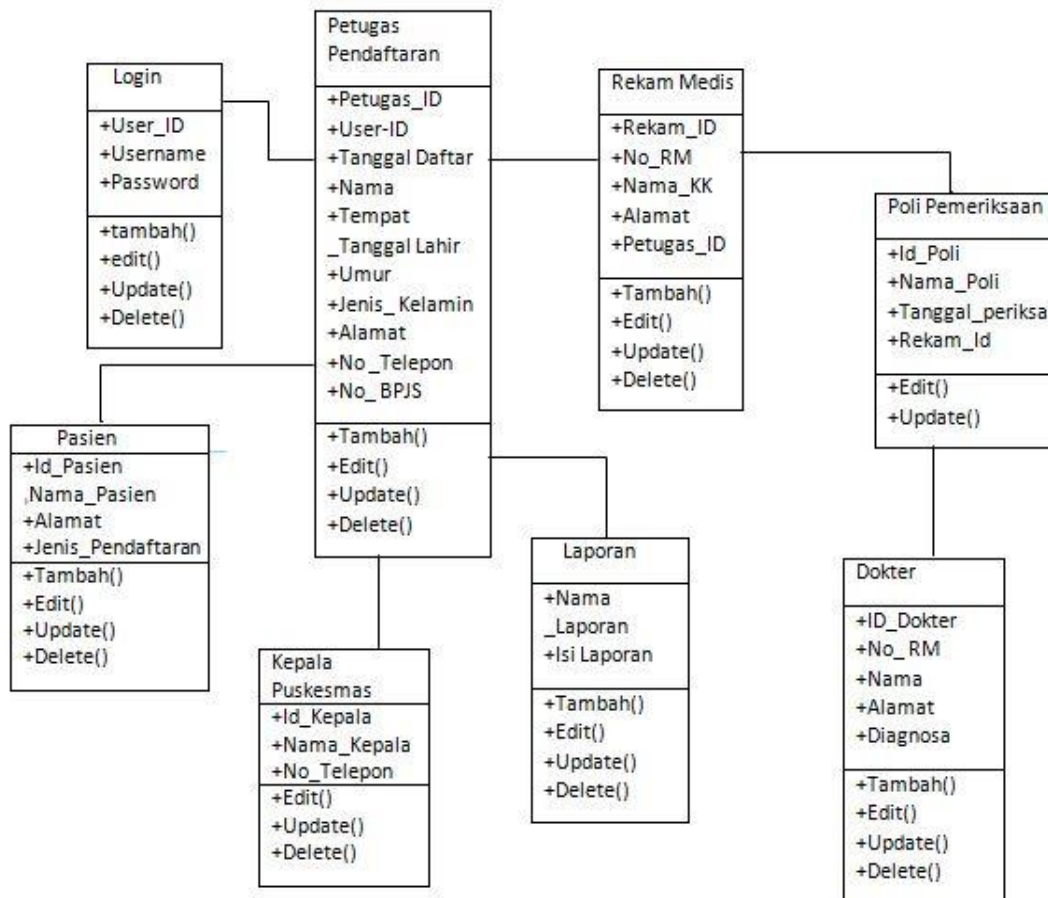 Login
+User_ID
+Username
+Password
+tambah()
+edit()
+Update()
+Delete()
Petugas
Pendaftaran
+Petugas_ID
+User-ID
+Tanggal Daftar
+Nama
+Tempat
_Tanggal Lahir
+Umur
+Jenis_ Kelamin
+Alamat
+No _Telepon
+No_ BPJS
+Tambah()
+Edit()
+Update()
+Delete()
Rekam Medis
+Rekam_ID
+No_RM
+Nama_KK
+Alamat
+Petugas_ID
+Tambah()
+Edit()
+Update()
+Delete()
Poli Pemeriksaan
+Id_Poli
+Nama_Poli
+Tanggal_periksa
+Rekam_Id
+Edit()
+Update()
Pasien
+Id_Pasien
,Nama_Pasien
+Alamat
+Jenis_Pendaftaran
+Tambah()
+Edit()
+Update()
+Delete()
Kepala
Puskesmas
+Id_Kepala
+Nama_Kepala
+No_Telepon
+Edit()
+Update()
+Delete()
Laporan
+Nama
_Laporan
+Isi Laporan
+Tambah()
+Edit()
+Update()
+Delete()
Dokter
+ID_Dokter
+No_ RM
+Nama
+Alamat
+Diagnosa
+Tambah()
+Edit()
+Update()
+Delete()